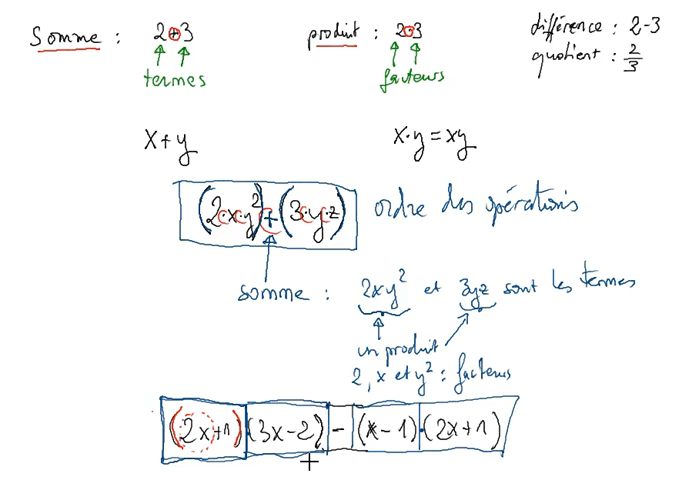 Somme : 2+3
termes
produit : 2·3
facteurs
différence : 2-3
quotient : 2/3
x+y
x·y = xy
(2·x·y²) + (3·y·z) ordre des opérations
somme : 2xy² et 3yz sont les termes
un produit
2, x et y² : facteurs
(2x+1)(3x-2) - (x-1)·(2x+1)